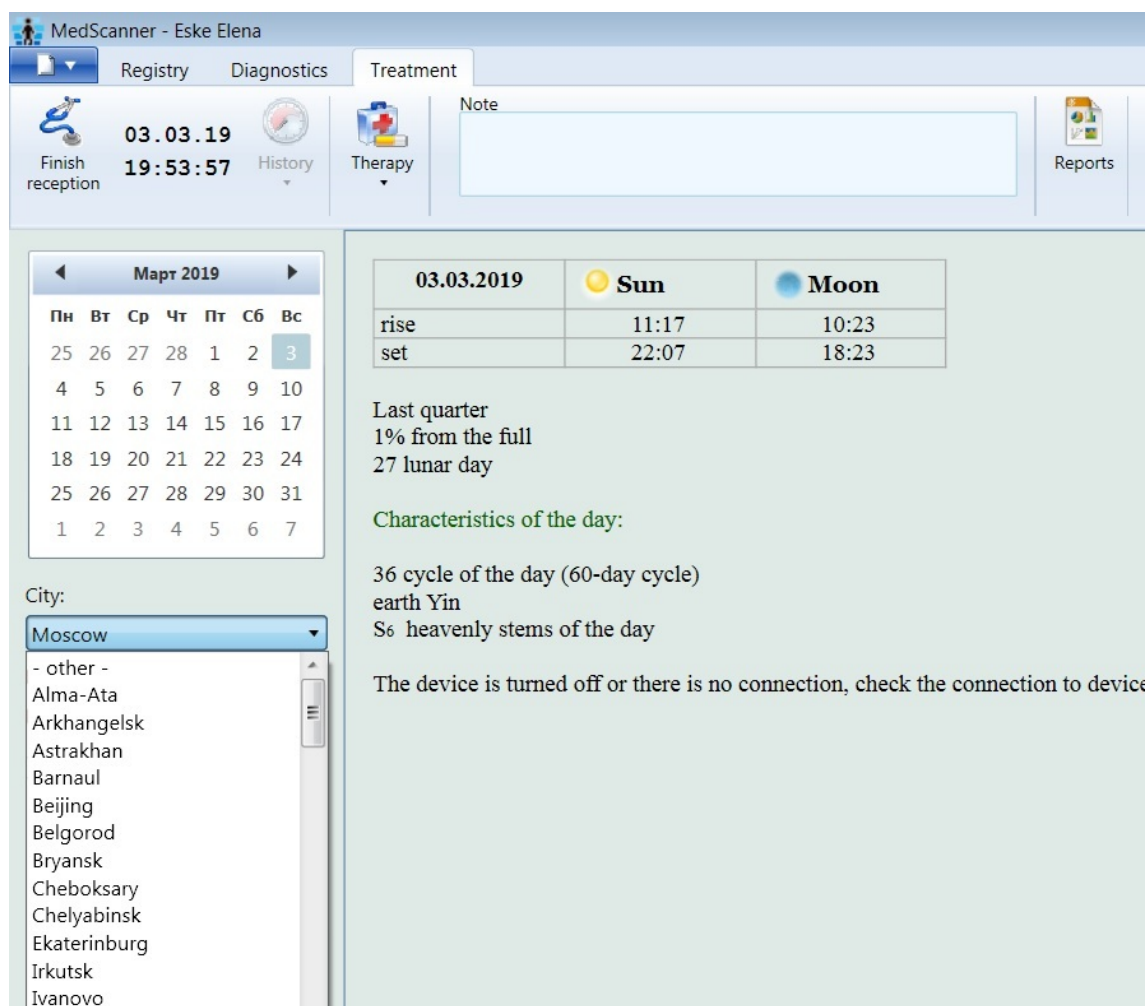 MedScanner - Eske Elena
Registry Diagnostics Treatment
Finish reception
03.03.19
19:53:57
History
Therapy
Note
Reports
Март 2019
Пн Вт Ср Чт Пт Сб Вс
25 26 27 28 1 2 3
4 5 6 7 8 9 10
11 12 13 14 15 16 17
18 19 20 21 22 23 24
25 26 27 28 29 30 31
1 2 3 4 5 6 7
City:
Moscow
- other -
Alma-Ata
Arkhangelsk
Astrakhan
Barnaul
Beijing
Belgorod
Bryansk
Cheboksary
Chelyabinsk
Ekaterinburg
Irkutsk
Ivanovo
03.03.2019 Sun Moon
rise 11:17 10:23
set 22:07 18:23
Last quarter
1% from the full
27 lunar day
Characteristics of the day:
36 cycle of the day (60-day cycle)
earth Yin
S6 heavenly stems of the day
The device is turned off or there is no connection, check the connection to device